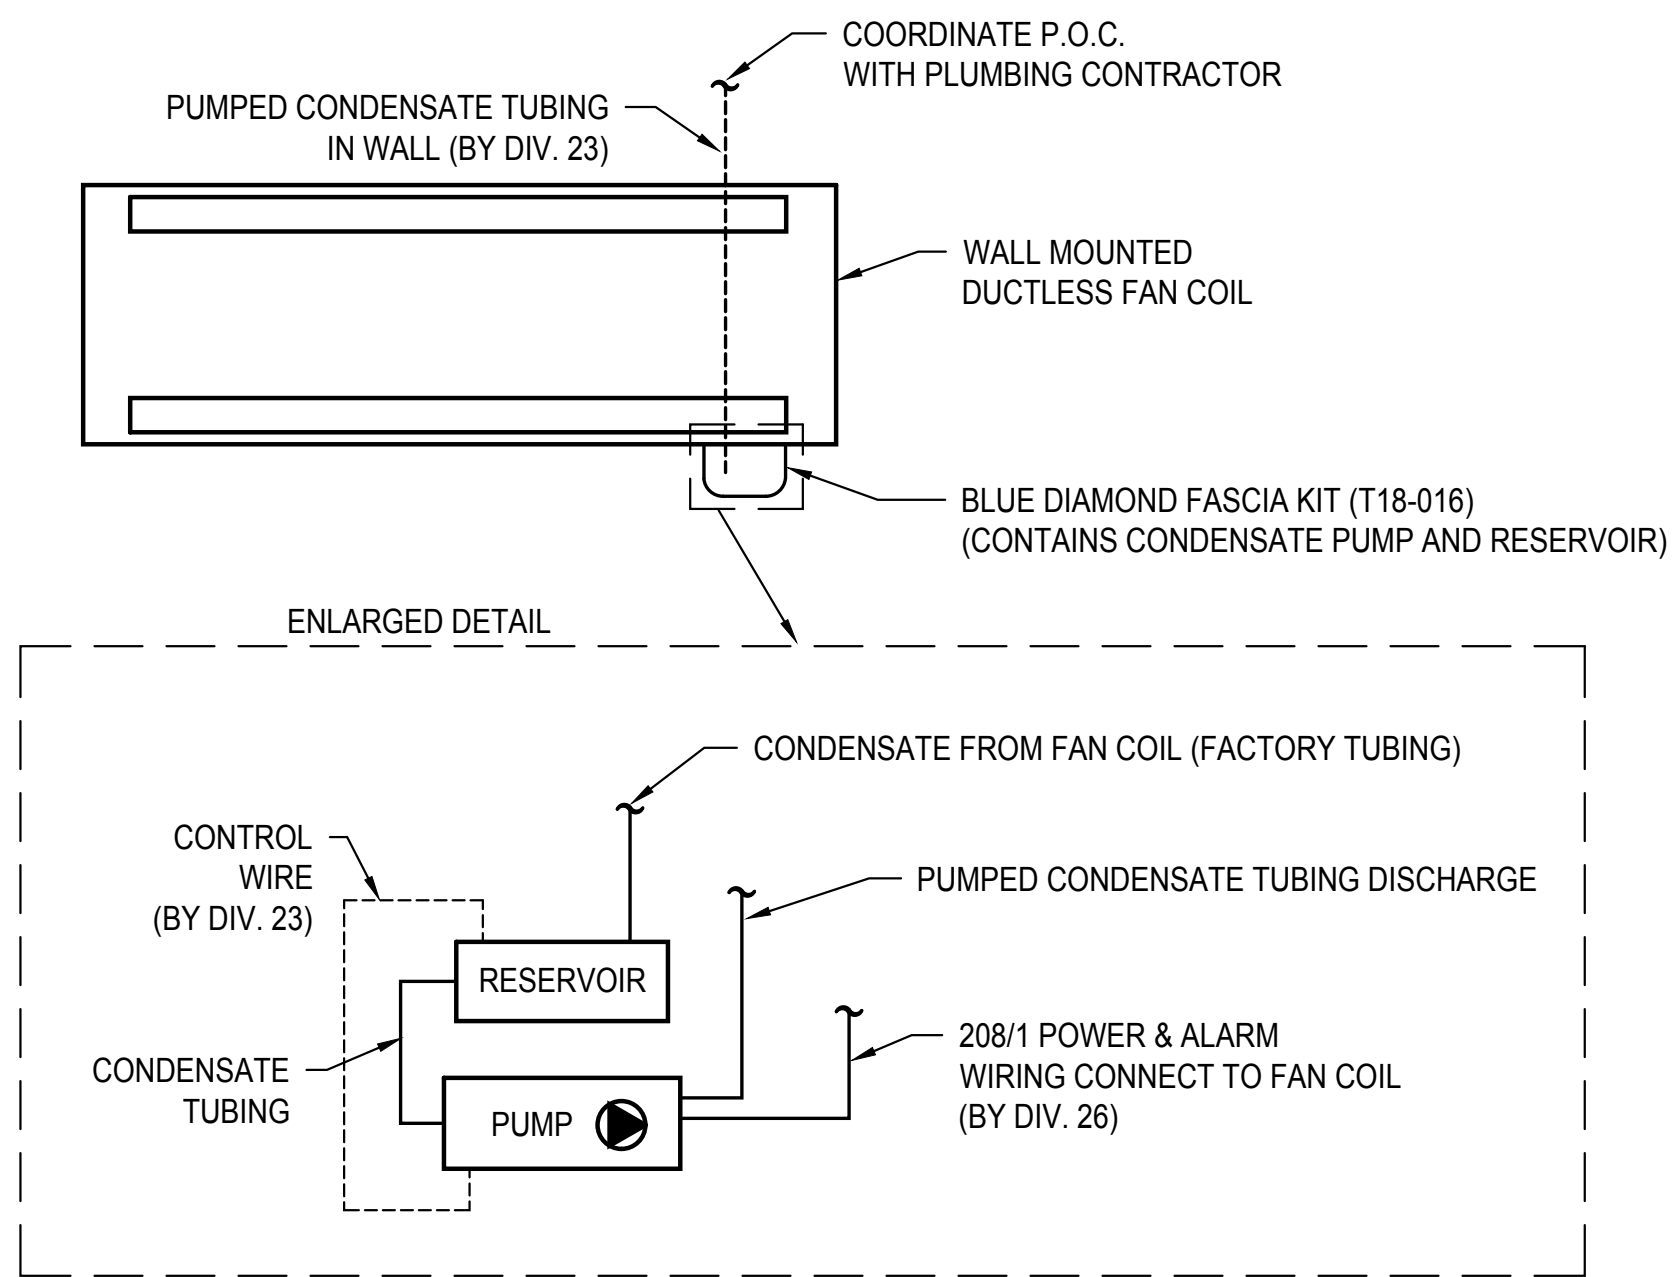 COORDINATE P.O.C.
WITH PLUMBING CONTRACTOR
PUMPED CONDENSATE TUBING
IN WALL (BY DIV. 23)
WALL MOUNTED
DUCTLESS FAN COIL
BLUE DIAMOND FASCIA KIT (T18-016)
(CONTAINS CONDENSATE PUMP AND RESERVOIR)
ENLARGED DETAIL
CONDENSATE FROM FAN COIL (FACTORY TUBING)
CONTROL
WIRE
(BY DIV. 23)
PUMPED CONDENSATE TUBING DISCHARGE
RESERVOIR
208/1 POWER & ALARM
WIRING CONNECT TO FAN COIL
(BY DIV. 26)
CONDENSATE
TUBING
PUMP